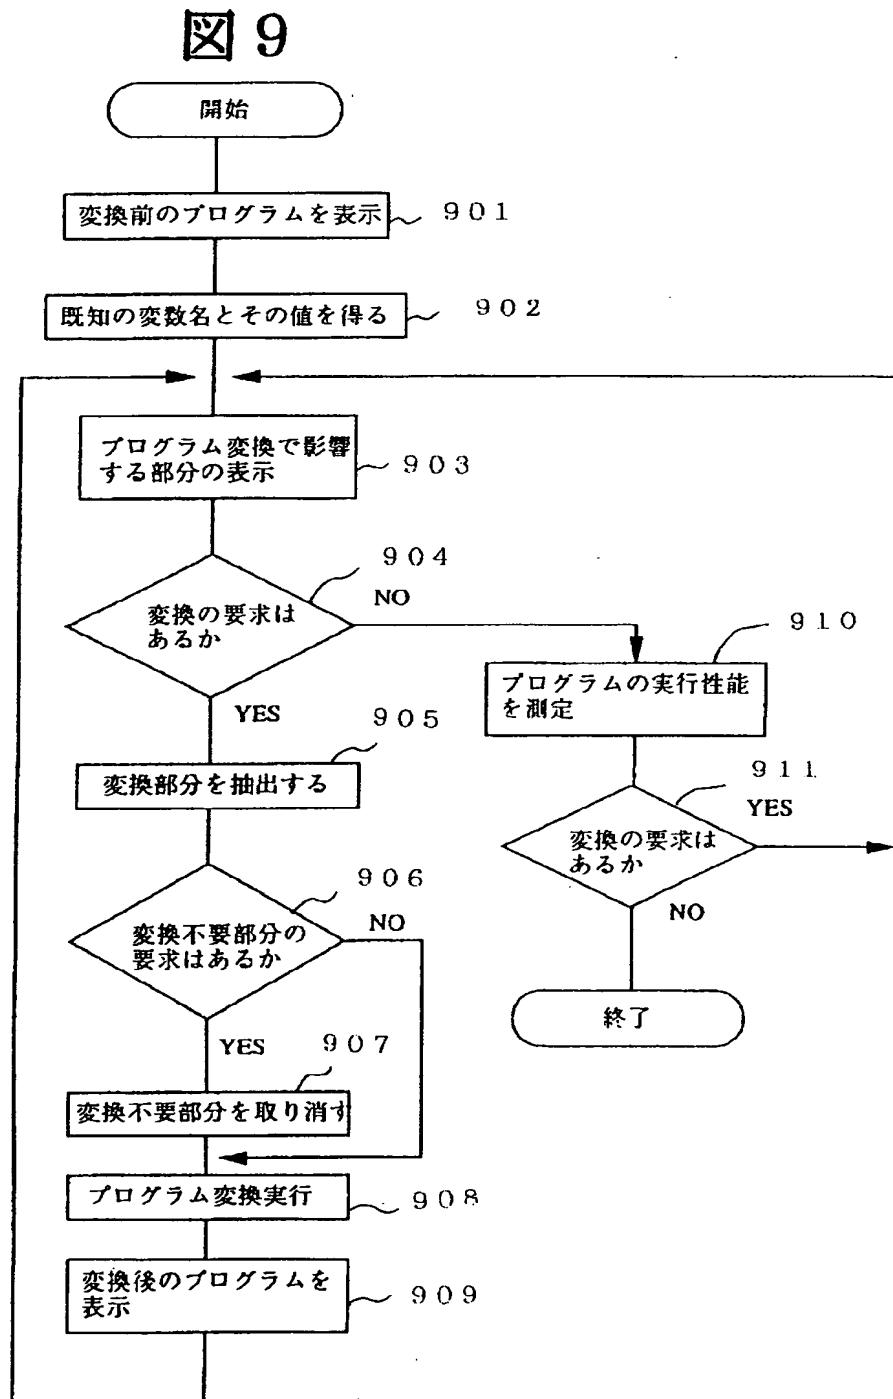 図9
開始
変換前のプログラムを表示
901
既知の変数名とその値を得る
902
プログラム変換で影響
する部分の表示
903
904
変換の要求は
あるか
NO
YES
905
変換部分を抽出する
906
変換不要部分の
要求はあるか
NO
YES
907
変換不要部分を取り消す
プログラム変換実行
908
変換後のプログラムを
表示
909
910
プログラムの実行性能
を測定
911
変換の要求は
あるか
YES
NO
終了